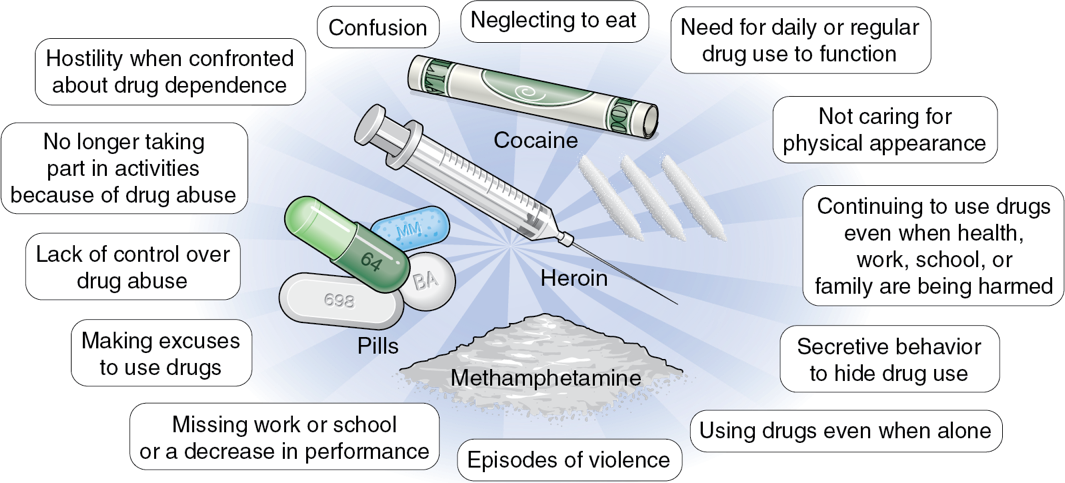 Confusion
Neglecting to eat
Need for daily or regular
drug use to function
Hostility when confronted
about drug dependence
Cocaine
Not caring for
physical appearance
No longer taking
part in activities
because of drug abuse
Continuing to use drugs
even when health,
work, school, or
family are being harmed
MM
64
BA
698
Lack of control over
drug abuse
Heroin
Pills
Making excuses
to use drugs
Methamphetamine
Secretive behavior
to hide drug use
Missing work or school
or a decrease in performance
Using drugs even when alone
Episodes of violence